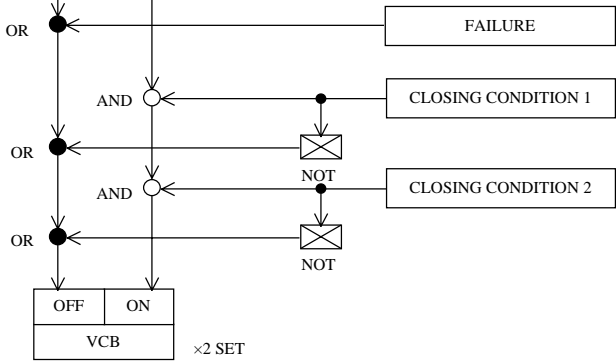 OR
FAILURE
AND
CLOSING CONDITION 1
OR
NOT
AND
CLOSING CONDITION 2
OR
NOT
OFF
ON
VCB
×2 SET